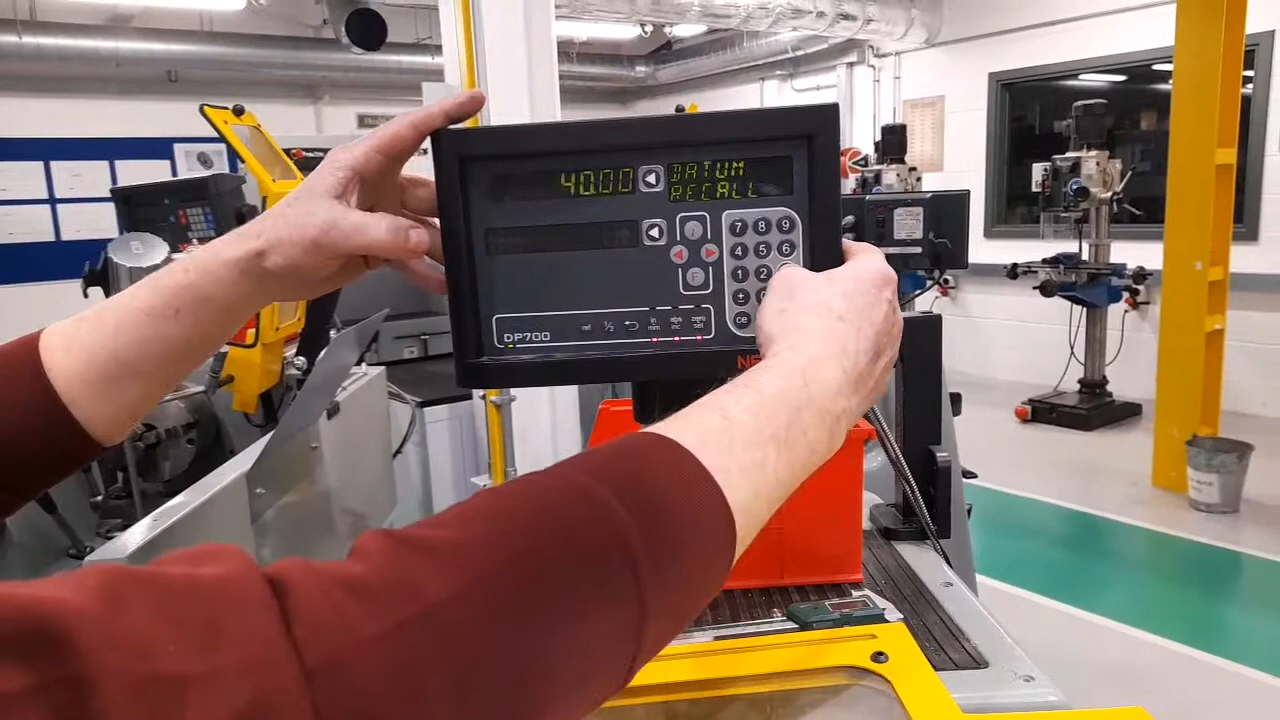 40.00
DATUM
RECALL
i
7 8 9
4 5 6
1 2
±
F
ce
DP700
ref ½ in abs zero
mm inc set
NE